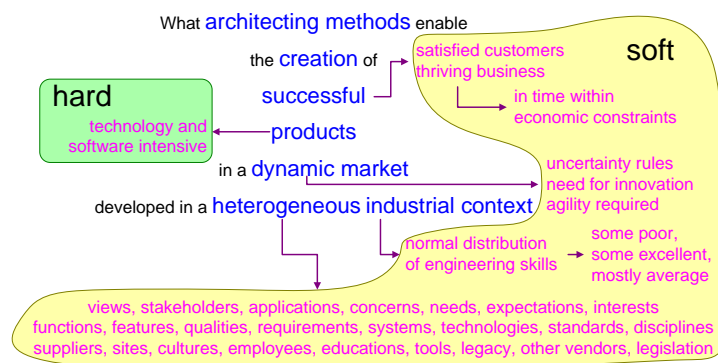 What architecting methods enable
the creation of
satisfied customers
thriving business
soft
hard
successful
in time within
economic constraints
technology and
software intensive
products
in a dynamic market
uncertainty rules
need for innovation
agility required
developed in a heterogeneous industrial context
normal distribution
of engineering skills
some poor,
some excellent,
mostly average
views, stakeholders, applications, concerns, needs, expectations, interests
functions, features, qualities, requirements, systems, technologies, standards, disciplines
suppliers, sites, cultures, employees, educations, tools, legacy, other vendors, legislation